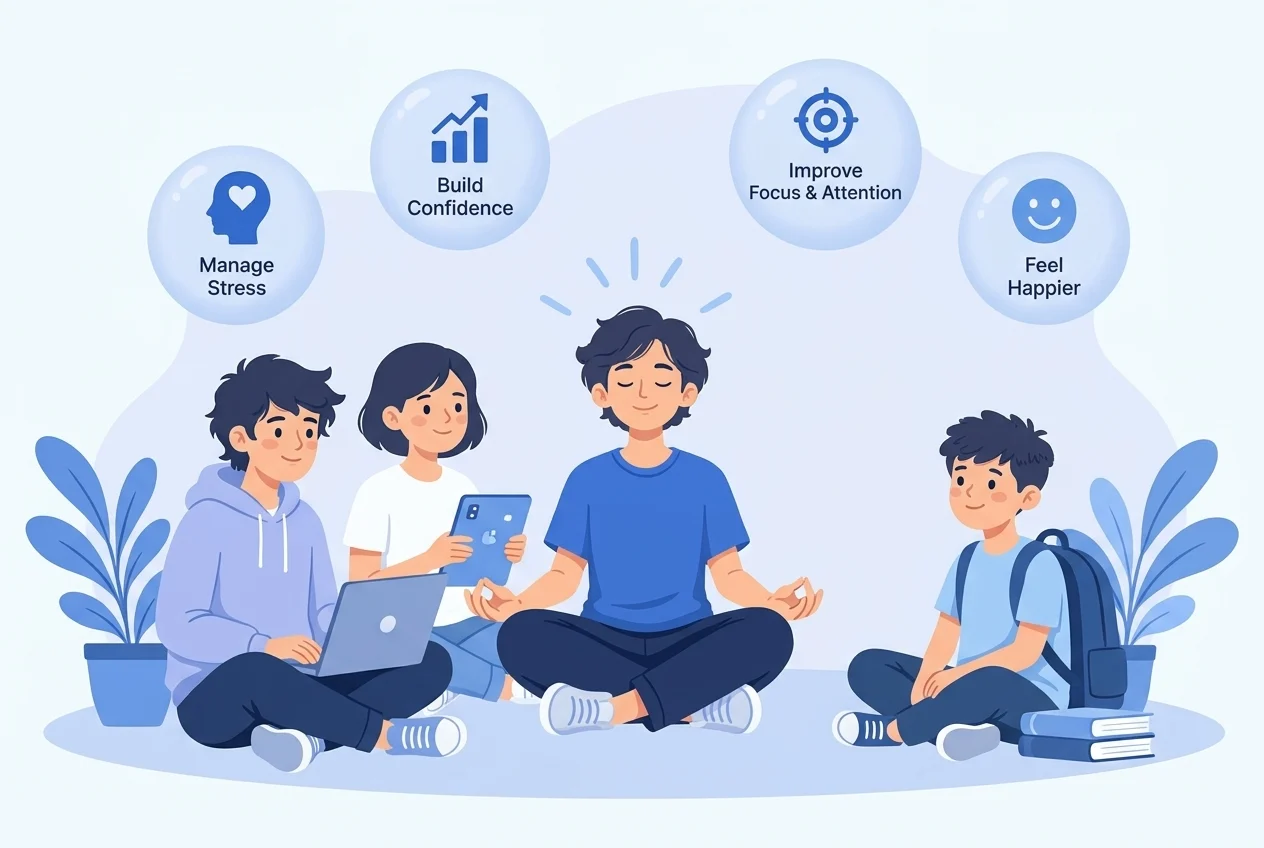 Manage
Stress
Build
Confidence
Improve
Focus & Attention
Feel
Happier